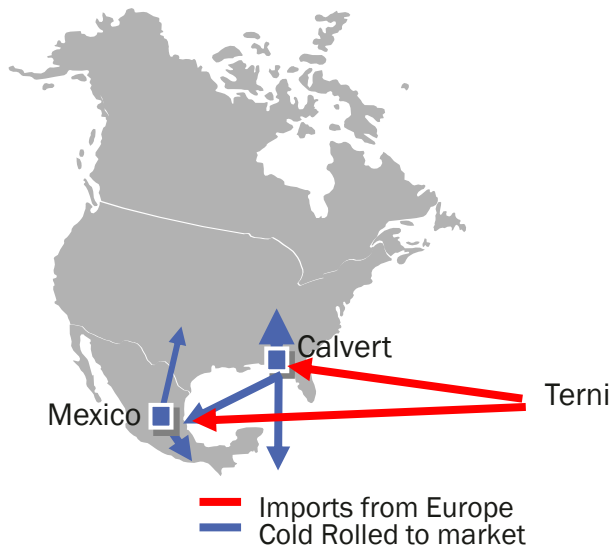 Calvert
Terni
Mexico
Imports from Europe
Cold Rolled to market